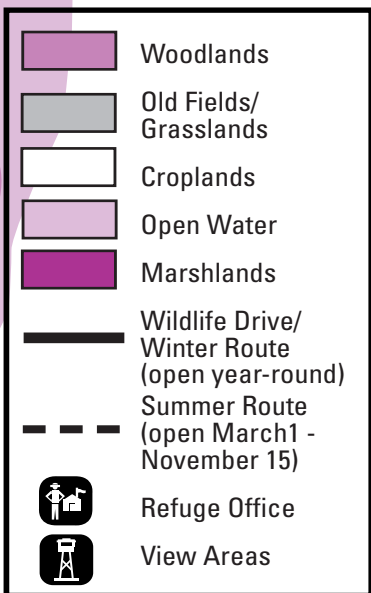 Woodlands
Old Fields/
Grasslands
Croplands
Open Water
Marshlands
Wildlife Drive/
Winter Route
(open year-round)
Summer Route
(open March1 -
November 15)
Refuge Office
View Areas